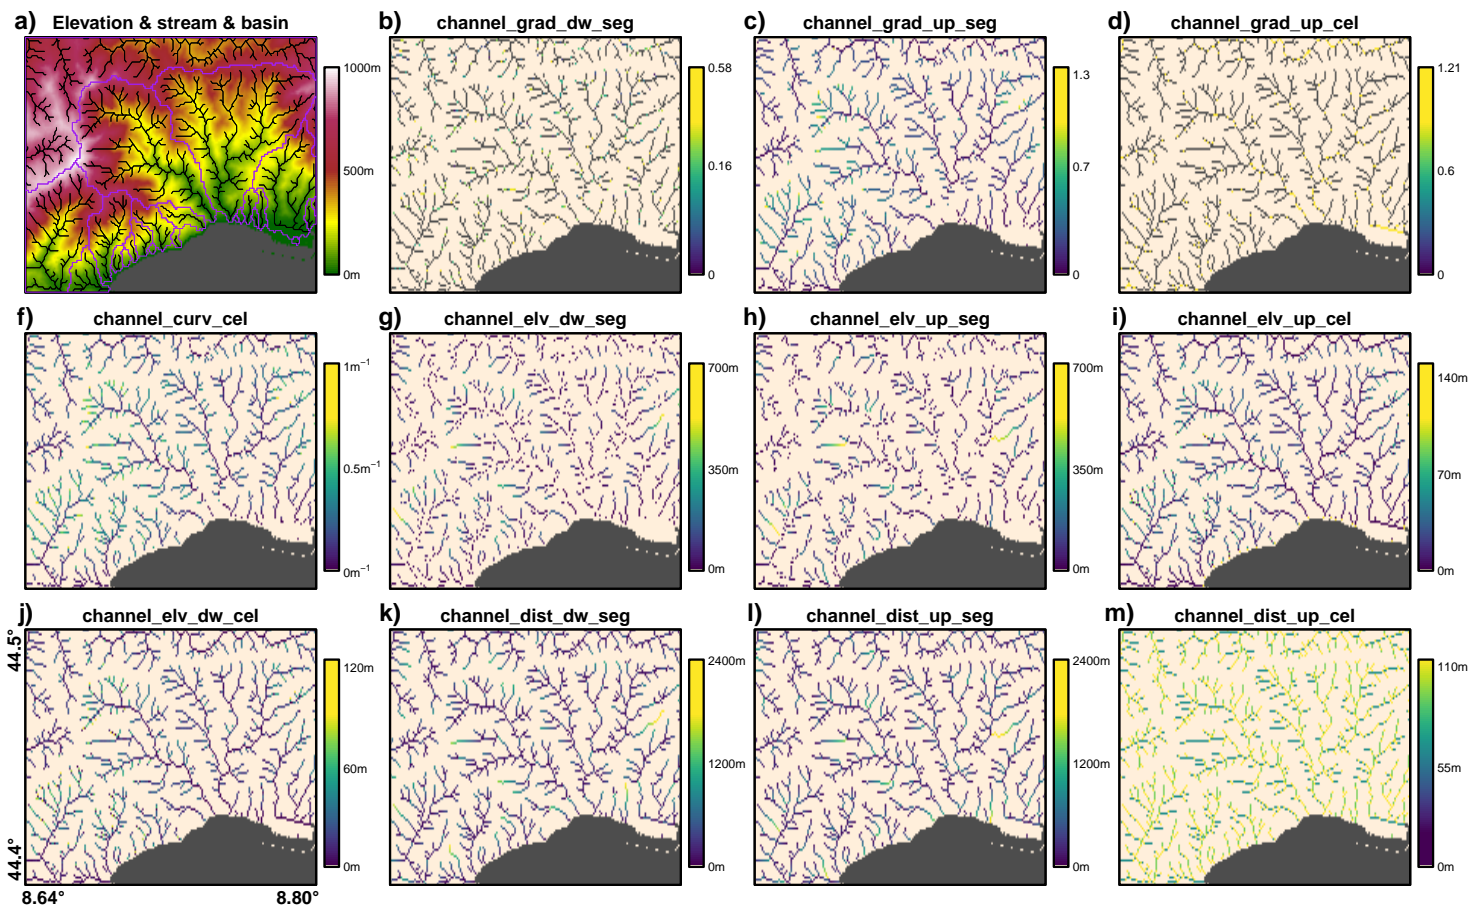 a) Elevation & stream & basin
1000m
500m
0m
b) channel_grad_dw_seg
0.58
0.16
0
c) channel_grad_up_seg
1.3
0.7
0
d) channel_grad_up_cel
1.21
0.6
0
f) channel_curv_cel
1m⁻¹
0.5m⁻¹
0m⁻¹
g) channel_elv_dw_seg
700m
350m
0m
h) channel_elv_up_seg
700m
350m
0m
i) channel_elv_up_cel
140m
70m
0m
j) channel_elv_dw_cel
44.5°
44.4°
8.64° 8.80°
120m
60m
0m
k) channel_dist_dw_seg
2400m
1200m
0m
l) channel_dist_up_seg
2400m
1200m
0m
m) channel_dist_up_cel
110m
55m
0m